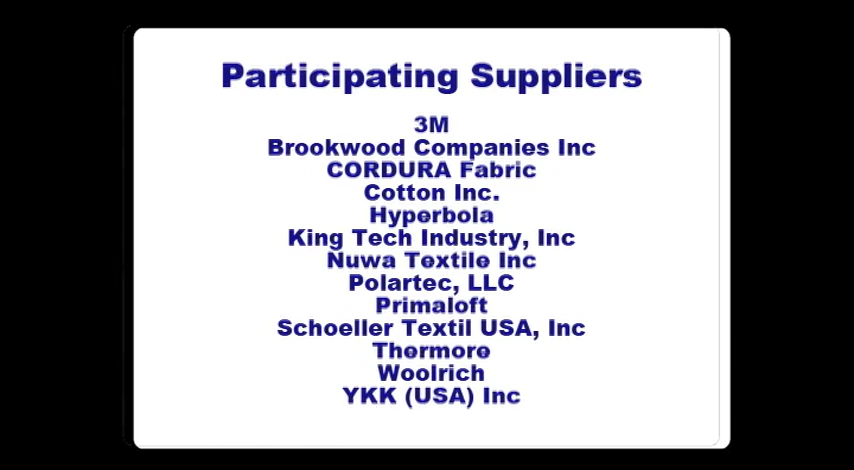 Participating Suppliers
3M
Brookwood Companies Inc
CORDURA Fabric
Cotton Inc.
Hyperbola
King Tech Industry, Inc
Nuwa Textile Inc
Polartec, LLC
Primaloft
Schoeller Textil USA, Inc
Thermore
Woolrich
YKK (USA) Inc